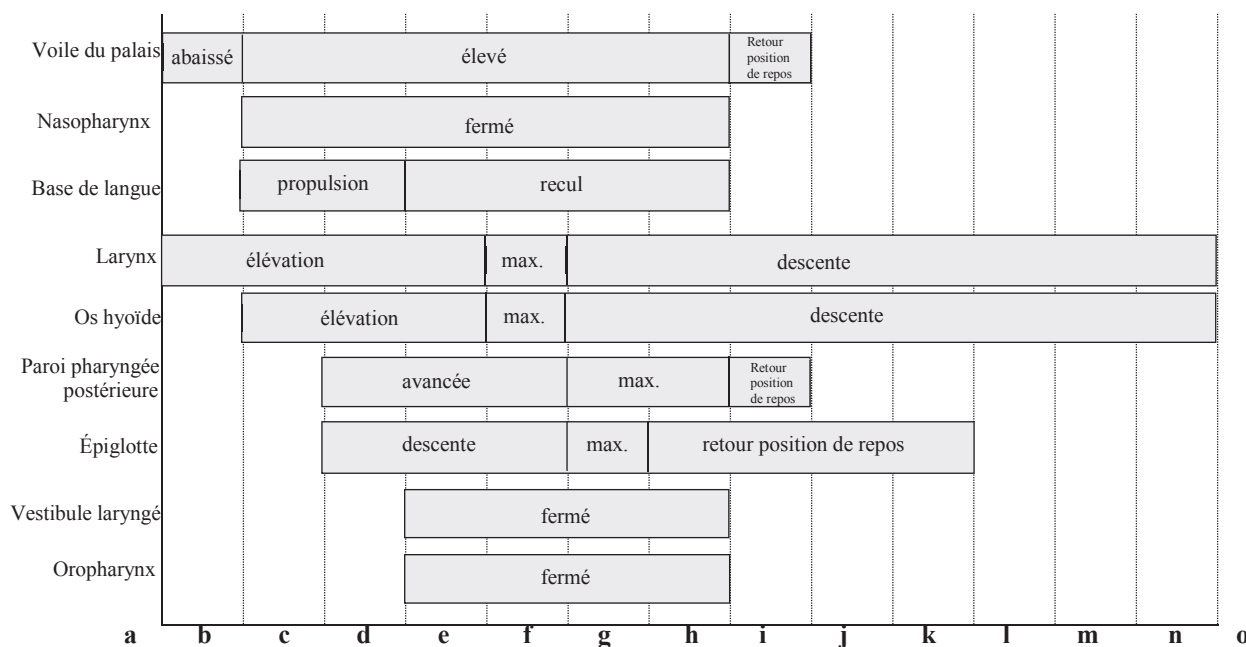 Voile du palais
abaissé
élevé
Retour
position
de repos
Nasopharynx
fermé
Base de langue
propulsion
recul
Larynx
élévation
max.
descente
Os hyoïde
élévation
max.
descente
Paroi pharyngée
postérieure
avancée
max.
Retour
position
de repos
Épiglotte
descente
max.
retour position de repos
Vestibule laryngé
fermé
Oropharynx
fermé
a b c d e f g h i j k l m n o